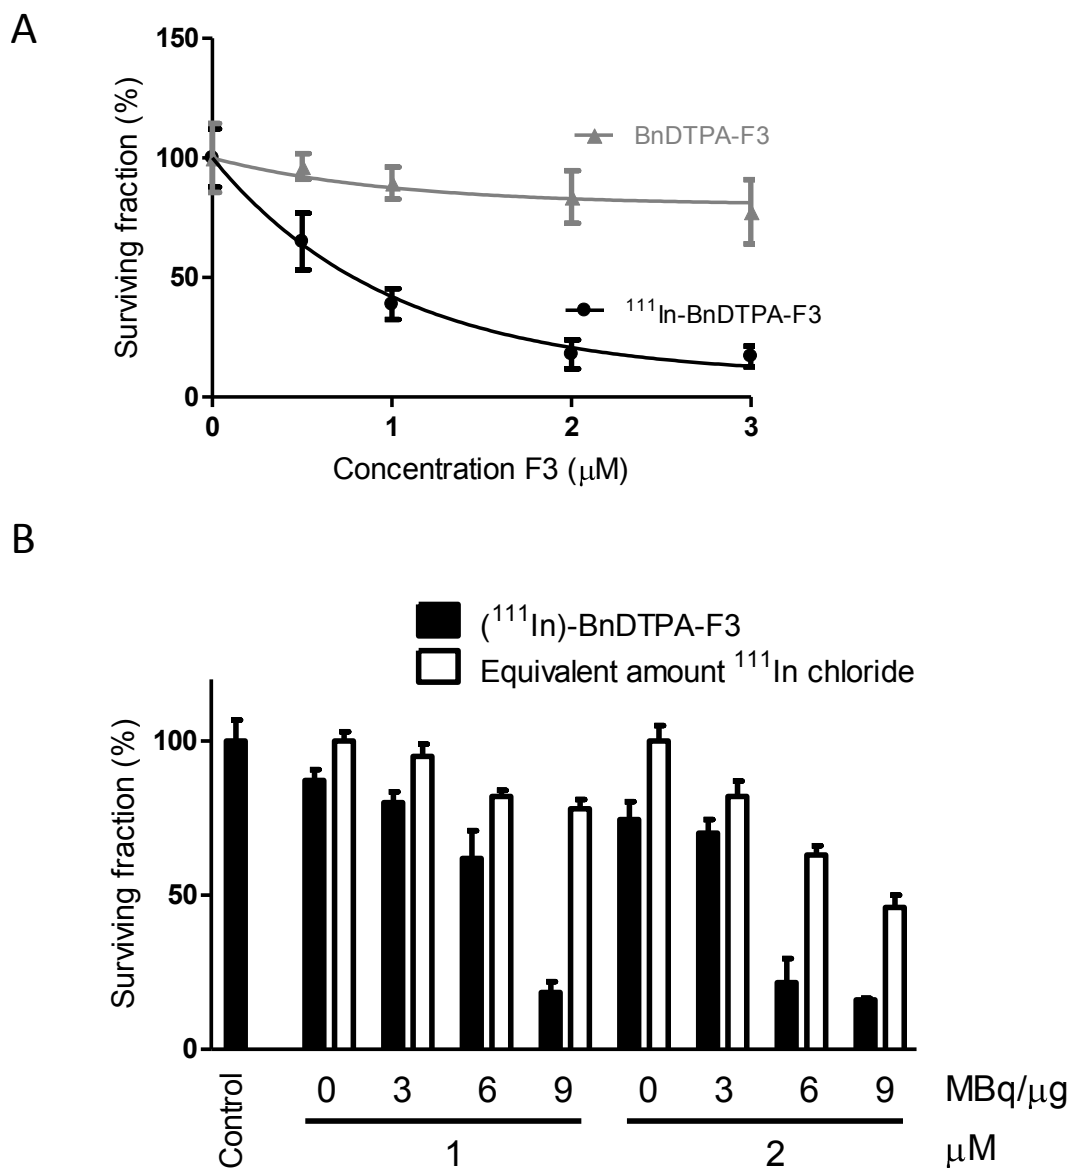 A
150
100
50
0
Surviving fraction (%)
BnDTPA-F3
¹¹¹In-BnDTPA-F3
0 1 2 3
Concentration F3 (μM)
B
(¹¹¹In)-BnDTPA-F3
Equivalent amount ¹¹¹In chloride
100
50
0
Surviving fraction (%)
Control 0 3 6 9 0 3 6 9 MBq/μg
1 2 μM